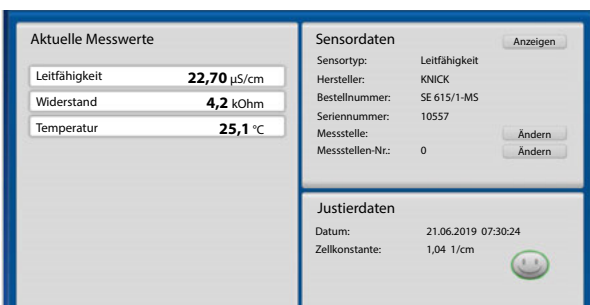 Aktuelle Messwerte
Leitfähigkeit 22,70 µS/cm
Widerstand 4,2 kOhm
Temperatur 25,1 °C
Sensordaten Anzeigen
Sensortyp: Leitfähigkeit
Hersteller: KNICK
Bestellnummer: SE 615/1-MS
Seriennummer: 10557
Messstelle: Ändern
Messstellen-Nr.: 0 Ändern
Justierdaten
Datum: 21.06.2019 07:30:24
Zellkonstante: 1,04 1/cm